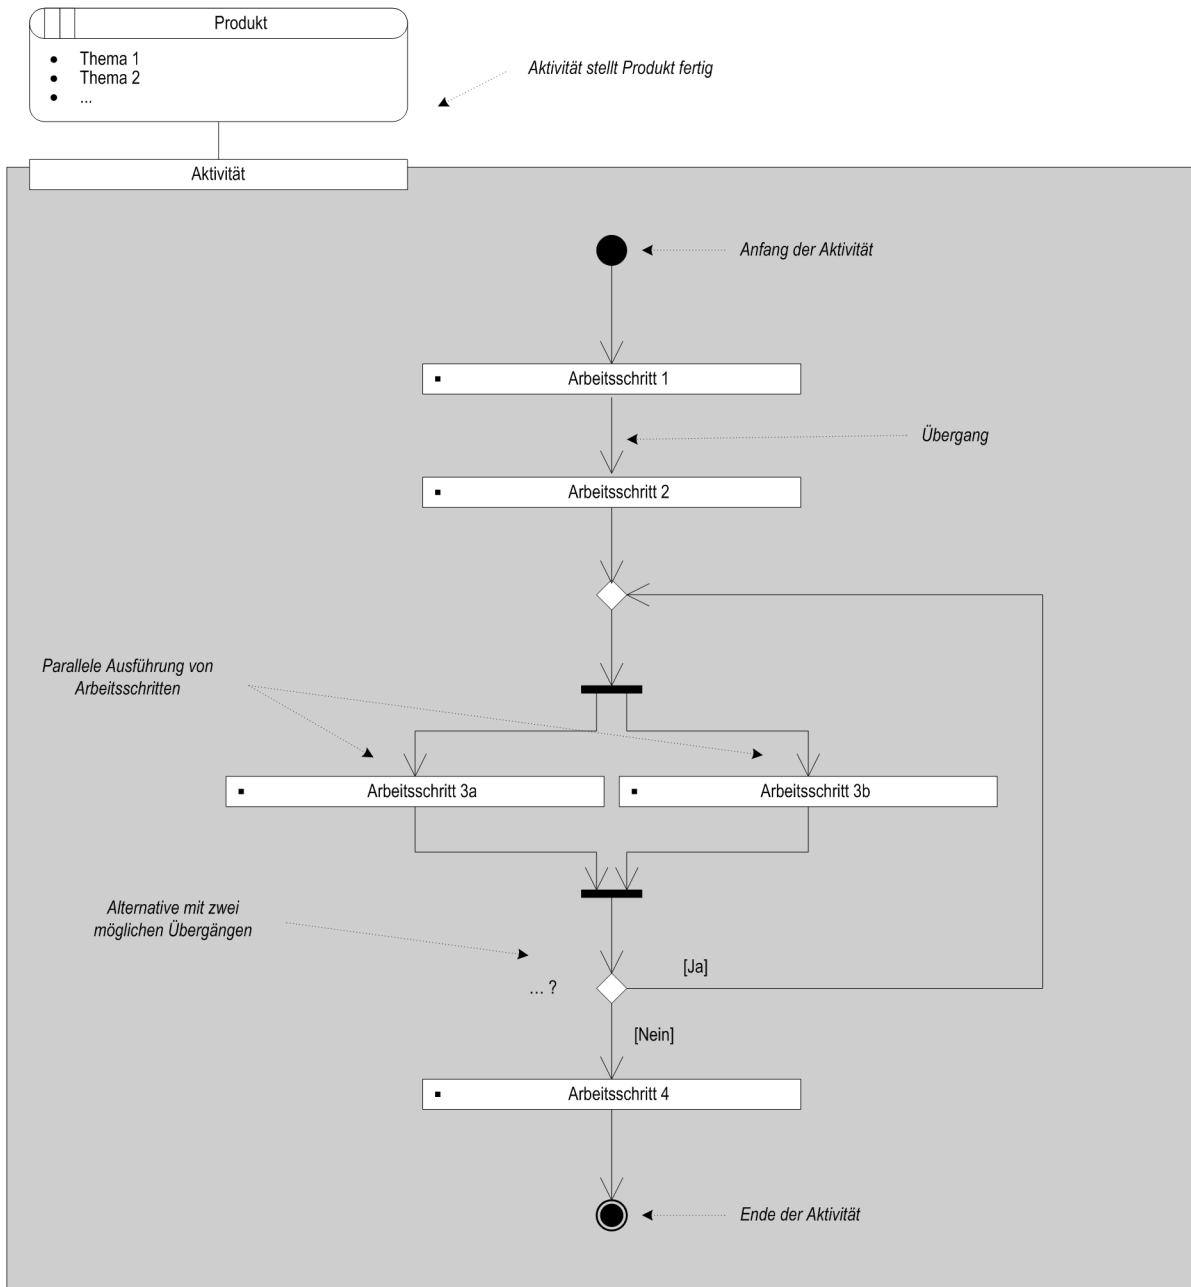 Produkt
• Thema 1
• Thema 2
• ...
Aktivität stellt Produkt fertig
Aktivität
Anfang der Aktivität
Arbeitsschritt 1
Übergang
Arbeitsschritt 2
Parallele Ausführung von
Arbeitsschritten
Arbeitsschritt 3a
Arbeitsschritt 3b
Alternative mit zwei
möglichen Übergängen
[Ja]
... ?
[Nein]
Arbeitsschritt 4
Ende der Aktivität